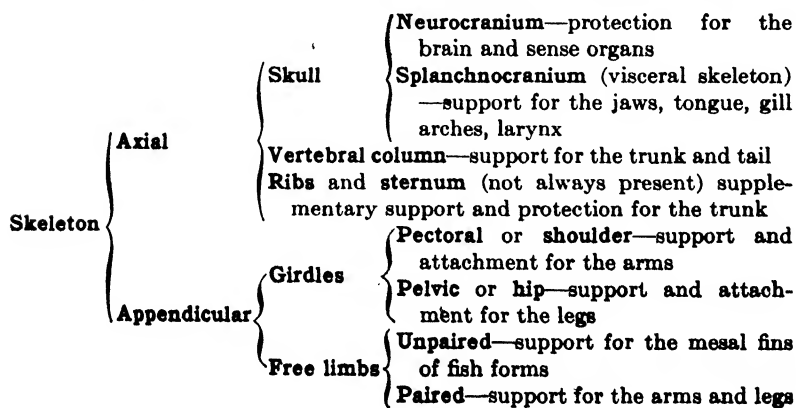 Neurocranium—protection for the
brain and sense organs
Skull
Splanchnocranium (visceral skeleton)
—support for the jaws, tongue, gill
arches, larynx
Axial
Vertebral column—support for the trunk and tail
Ribs and sternum (not always present) supple-
mentary support and protection for the trunk
Skeleton
Pectoral or shoulder—support and
attachment for the arms
Girdles
Pelvic or hip—support and attach-
ment for the legs
Appendicular
Unpaired—support for the mesal fins
of fish forms
Free limbs
Paired—support for the arms and legs